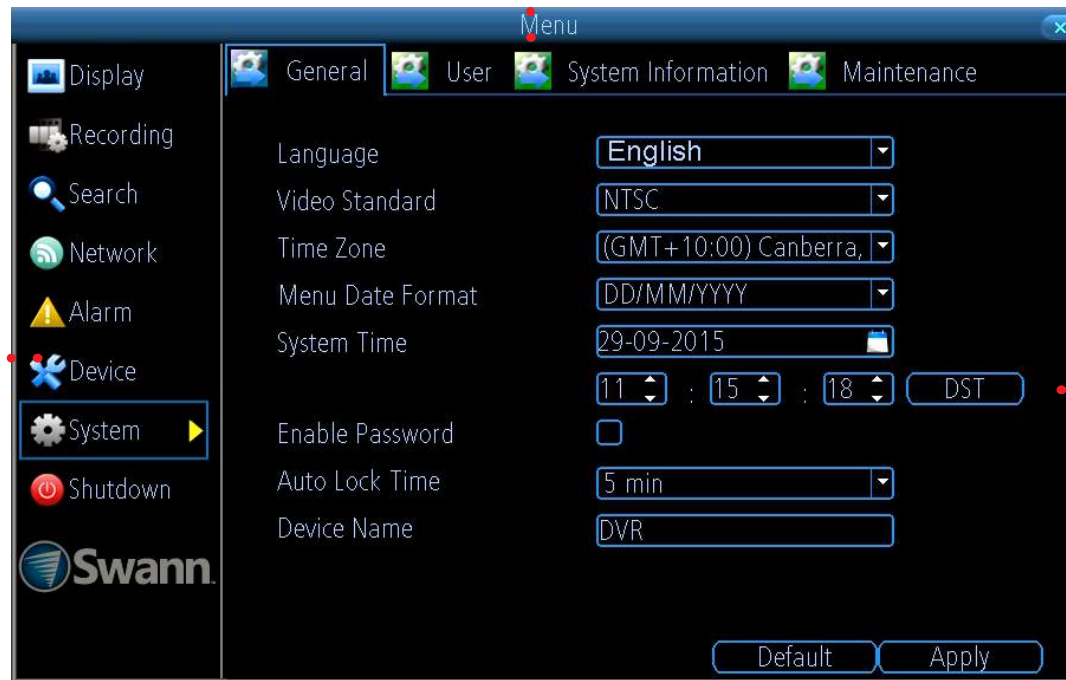 Menu
Display
Recording
Search
Network
Alarm
Device
System
Shutdown
Swann
General User System Information Maintenance
Language English
Video Standard NTSC
Time Zone (GMT+10:00) Canberra,
Menu Date Format DD/MM/YYYY
System Time 29-09-2015
11 : 15 : 18 DST
Enable Password
Auto Lock Time 5 min
Device Name DVR
Default Apply